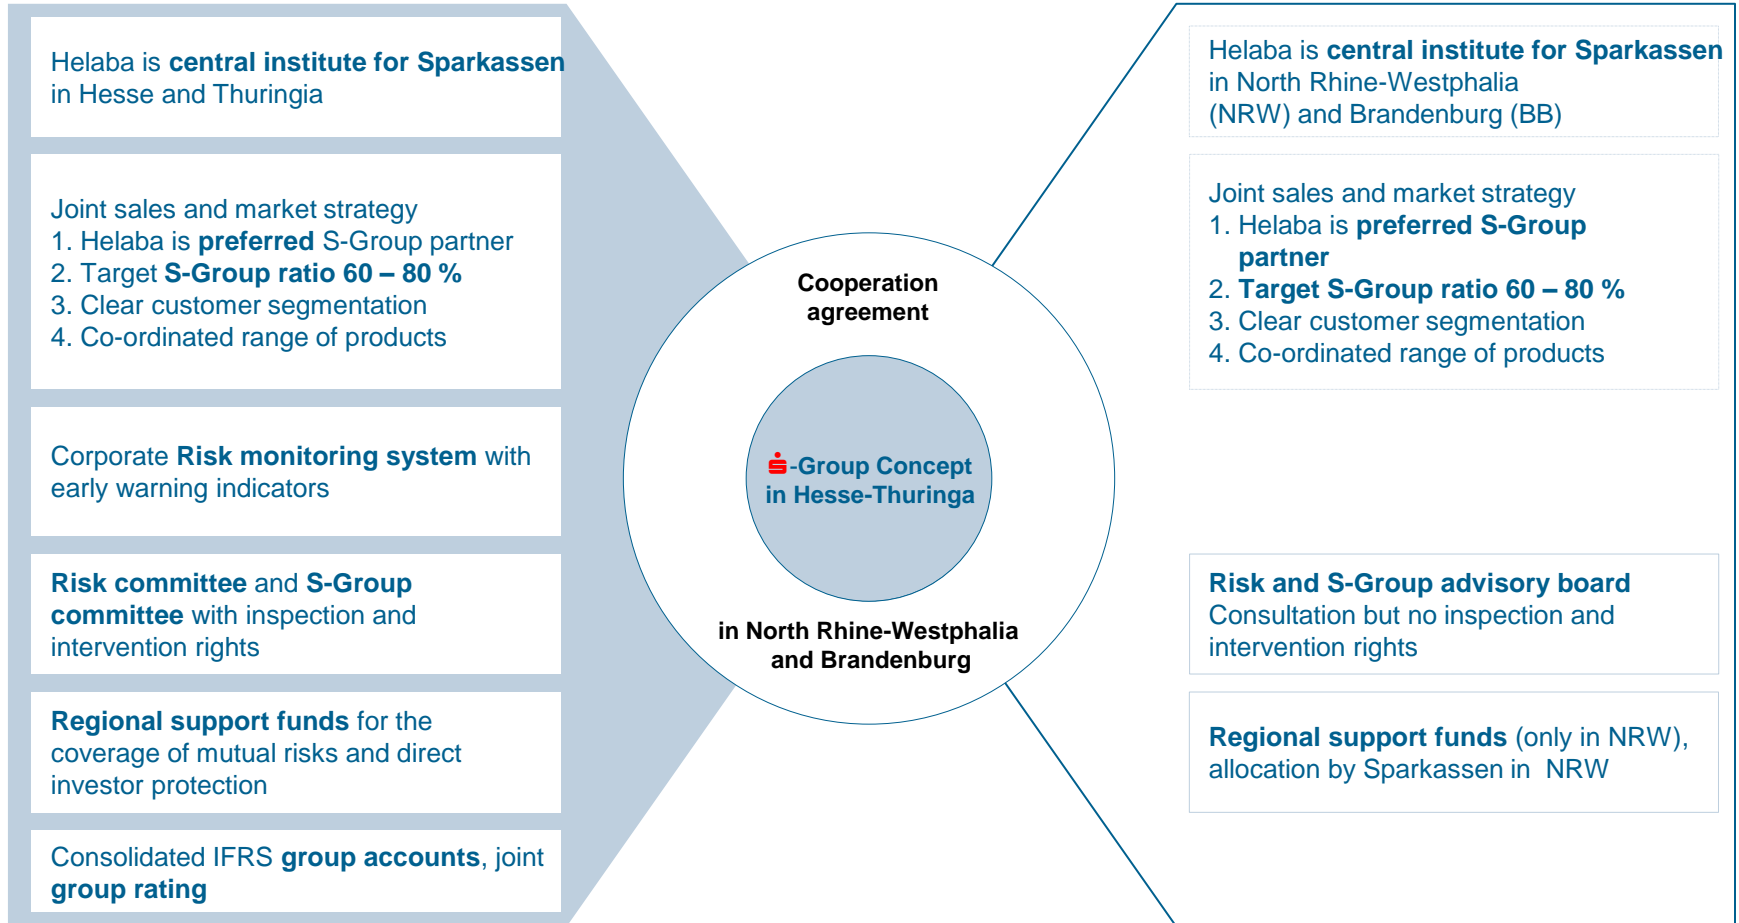 Helaba is central institute for Sparkassen
in Hesse and Thuringia
Joint sales and market strategy
1. Helaba is preferred S-Group partner
2. Target S-Group ratio 60 – 80 %
3. Clear customer segmentation
4. Co-ordinated range of products
Corporate Risk monitoring system with
early warning indicators
Risk committee and S-Group
committee with inspection and
intervention rights
Regional support funds for the
coverage of mutual risks and direct
investor protection
Consolidated IFRS group accounts, joint
group rating
Cooperation
agreement
S-Group Concept
in Hesse-Thuringa
in North Rhine-Westphalia
and Brandenburg
Helaba is central institute for Sparkassen
in North Rhine-Westphalia
(NRW) and Brandenburg (BB)
Joint sales and market strategy
1. Helaba is preferred S-Group
partner
2. Target S-Group ratio 60 – 80 %
3. Clear customer segmentation
4. Co-ordinated range of products
Risk and S-Group advisory board
Consultation but no inspection and
intervention rights
Regional support funds (only in NRW),
allocation by Sparkassen in NRW